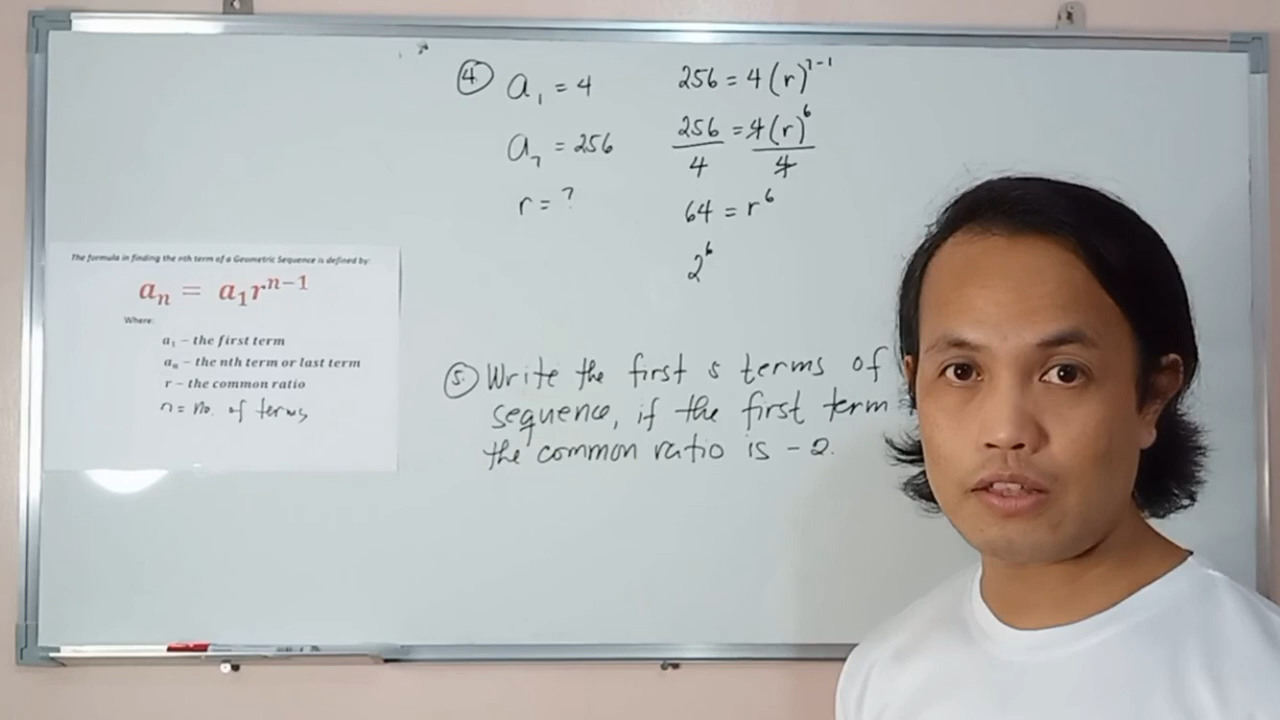 The formula in finding the nth term of a Geometric Sequence is defined by:
aₙ = a₁rⁿ⁻¹
Where:
a₁ – the first term
aₙ – the nth term or last term
r – the common ratio
n = no. of terms
④ a₁ = 4
a₇ = 256
r = ?
256 = 4(r)⁷⁻¹
256/4 = 4(r)⁶/4
64 = r⁶
2⁶
⑤ Write the first 5 terms of
sequence, if the first term
the common ratio is -2.